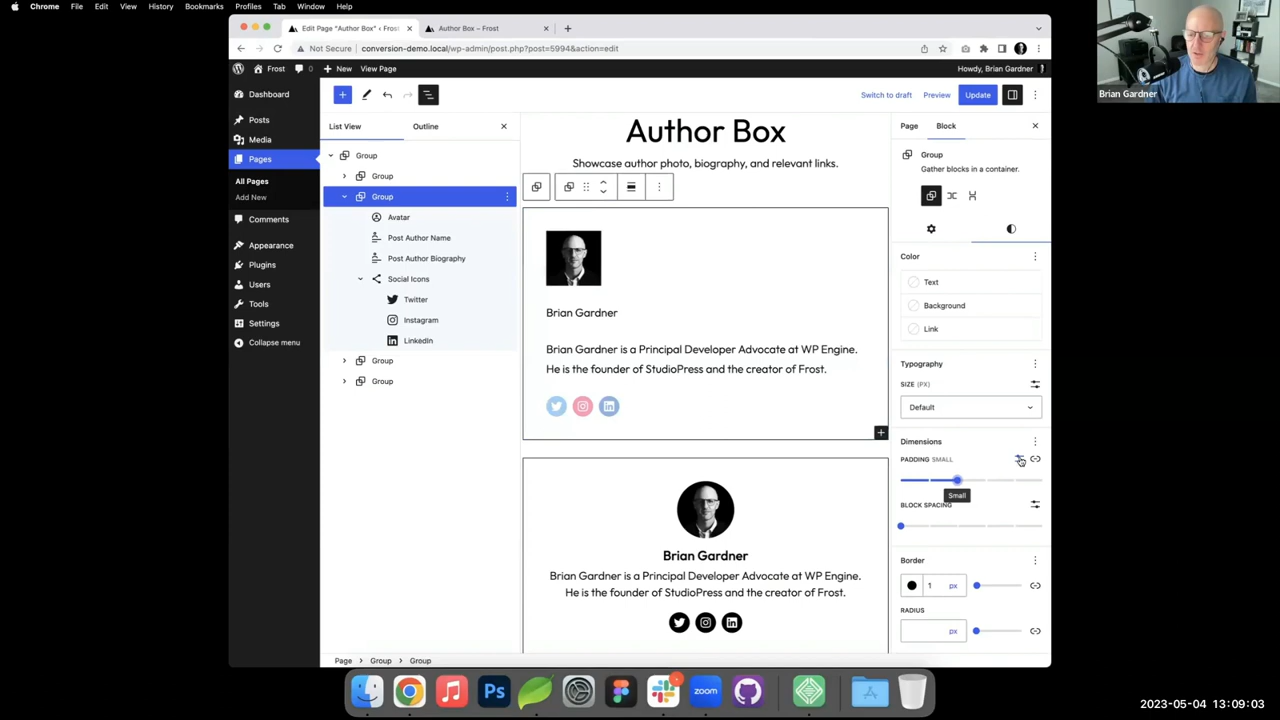 Chrome File Edit View History Bookmarks Profiles Tab Window Help
Edit Page "Author Box" ‹ Frost
Author Box – Frost
Not Secure conversion-demo.local/wp-admin/post.php?post=5994&action=edit
Frost 0 New View Page Howdy, Brian Gardner
Brian Gardner
Dashboard
Posts
Media
Pages
All Pages
Add New
Comments
Appearance
Plugins
Users
Tools
Settings
Collapse menu
Switch to draft Preview Update
List View Outline
Group
Group
Group
Avatar
Post Author Name
Post Author Biography
Social Icons
Twitter
Instagram
LinkedIn
Group
Group
Author Box
Showcase author photo, biography, and relevant links.
Brian Gardner
Brian Gardner is a Principal Developer Advocate at WP Engine.
He is the founder of StudioPress and the creator of Frost.
Brian Gardner
Brian Gardner is a Principal Developer Advocate at WP Engine.
He is the founder of StudioPress and the creator of Frost.
Page Block
Group
Gather blocks in a container.
Color
Text
Background
Link
Typography
SIZE (PX)
Default
Dimensions
PADDING SMALL
Small
BLOCK SPACING
Border
1 px
RADIUS
px
Page Group Group
Ps
zoom
2023-05-04 13:09:03